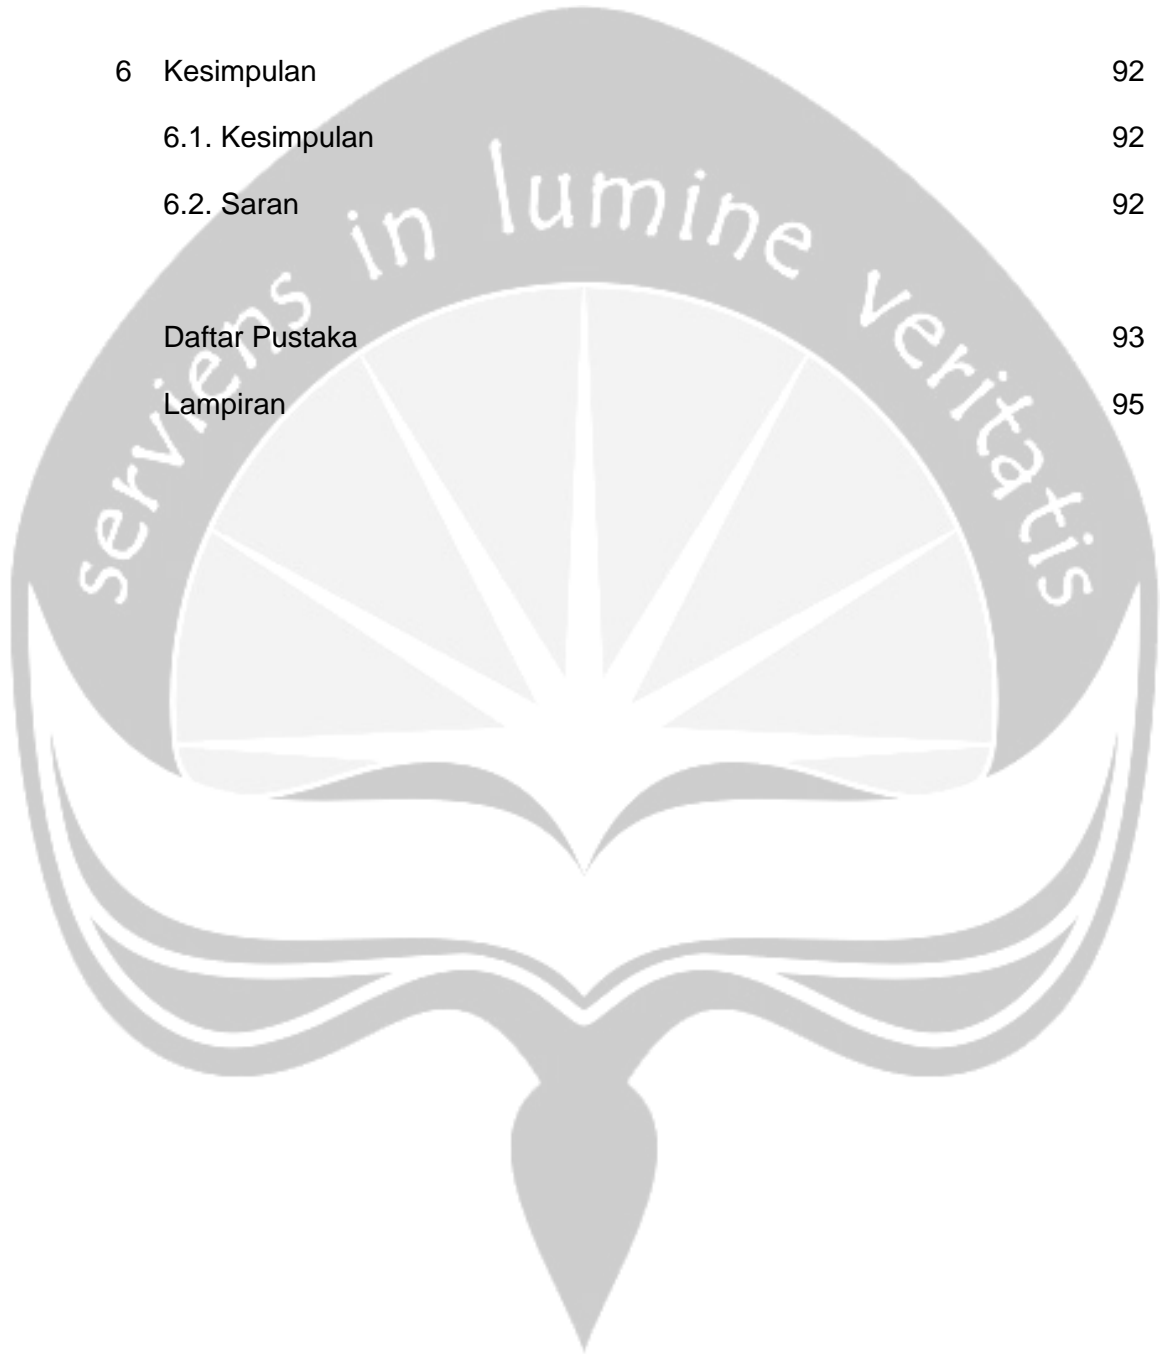 6 Kesimpulan 92
6.1. Kesimpulan 92
6.2. Saran 92
Daftar Pustaka 93
Lampiran 95
serviens in lumine veritatis